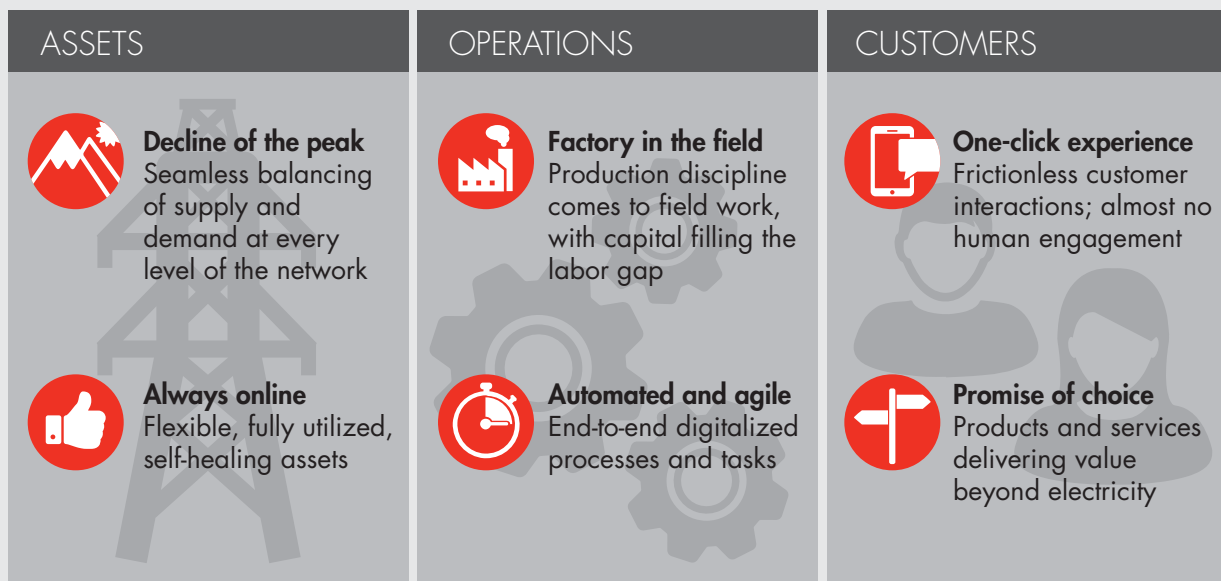 ASSETS
Decline of the peak
Seamless balancing
of supply and
demand at every
level of the network
Always online
Flexible, fully utilized,
self-healing assets
OPERATIONS
Factory in the field
Production discipline
comes to field work,
with capital filling the
labor gap
Automated and agile
End-to-end digitalized
processes and tasks
CUSTOMERS
One-click experience
Frictionless customer
interactions; almost no
human engagement
Promise of choice
Products and services
delivering value
beyond electricity